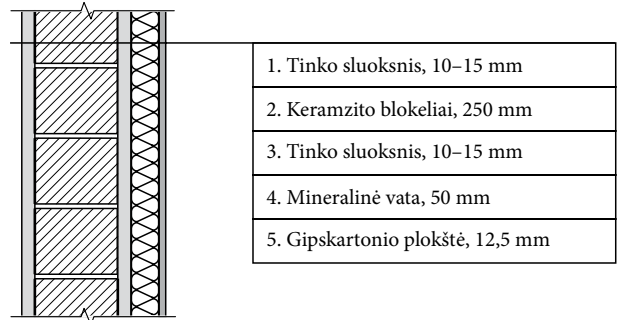 1. Tinko sluoksnis, 10–15 mm
2. Keramzito blokeliai, 250 mm
3. Tinko sluoksnis, 10–15 mm
4. Mineralinė vata, 50 mm
5. Gipskartonio plokštė, 12,5 mm